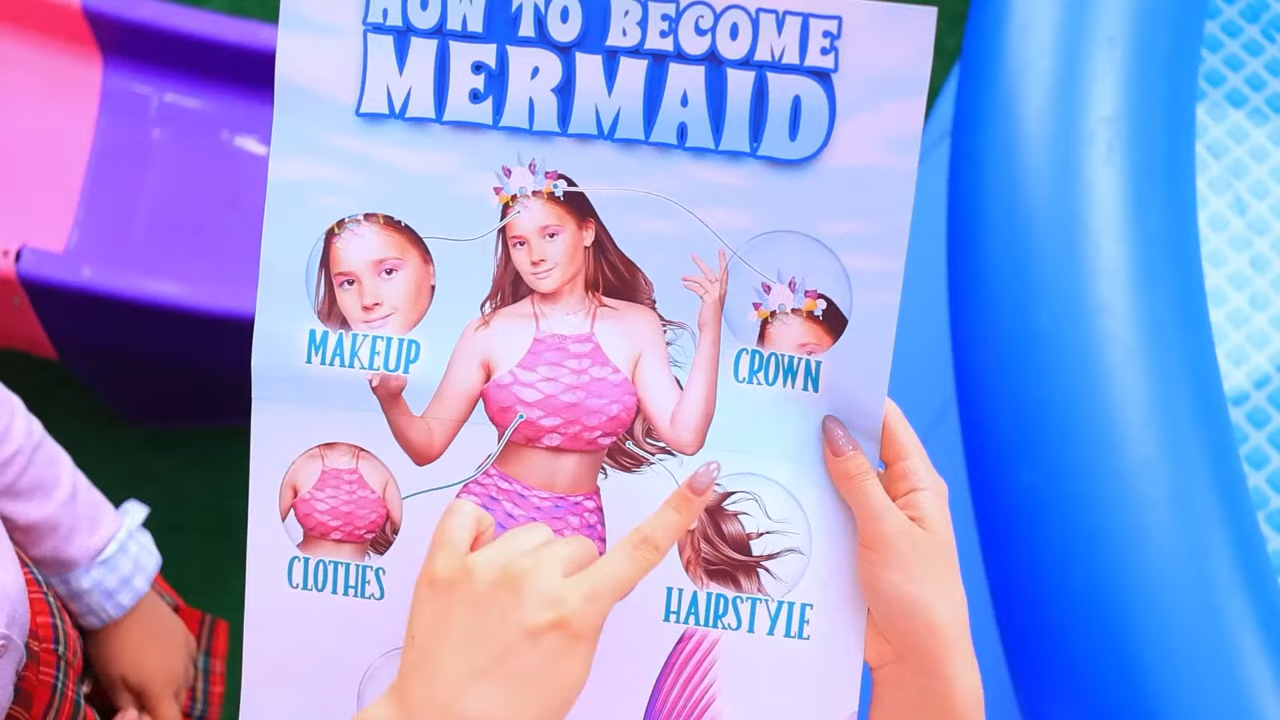 HOW TO BECOME
MERMAID
MAKEUP
CROWN
CLOTHES
HAIRSTYLE